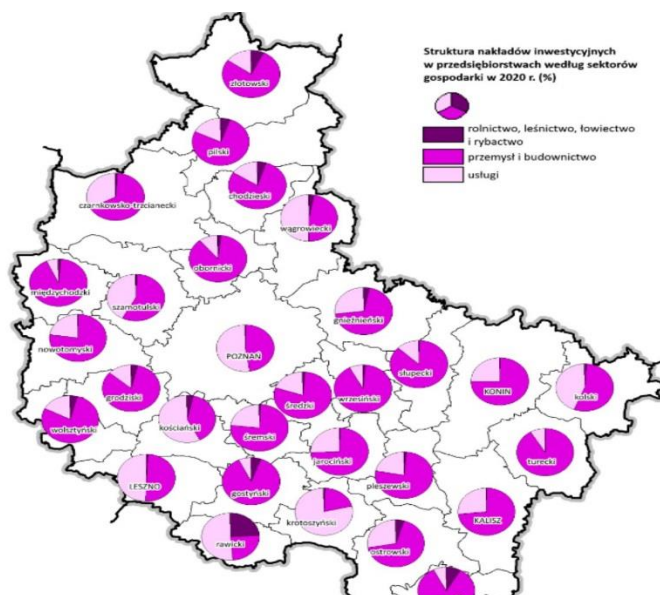 Struktura nakładów inwestycyjnych
w przedsiębiorstwach według sektorów
gospodarki w 2020 r. (%)
rolnictwo, leśnictwo, łowiectwo
i rybactwo
przemysł i budownictwo
usługi
złotowski
pilski
chodzieski
czarnkowsko-trzcianecki
wągrowiecki
obornicki
międzychodzki
szamotulski
gnieźnieński
nowotomyski
POZNAŃ
słupecki
KONIN
kolski
grodziski
średzki
wrzesiński
wolsztyński
kościański
śremski
jarociński
turecki
LESZNO
gostyński
pleszewski
krotoszyński
KALISZ
rawicki
ostrowski